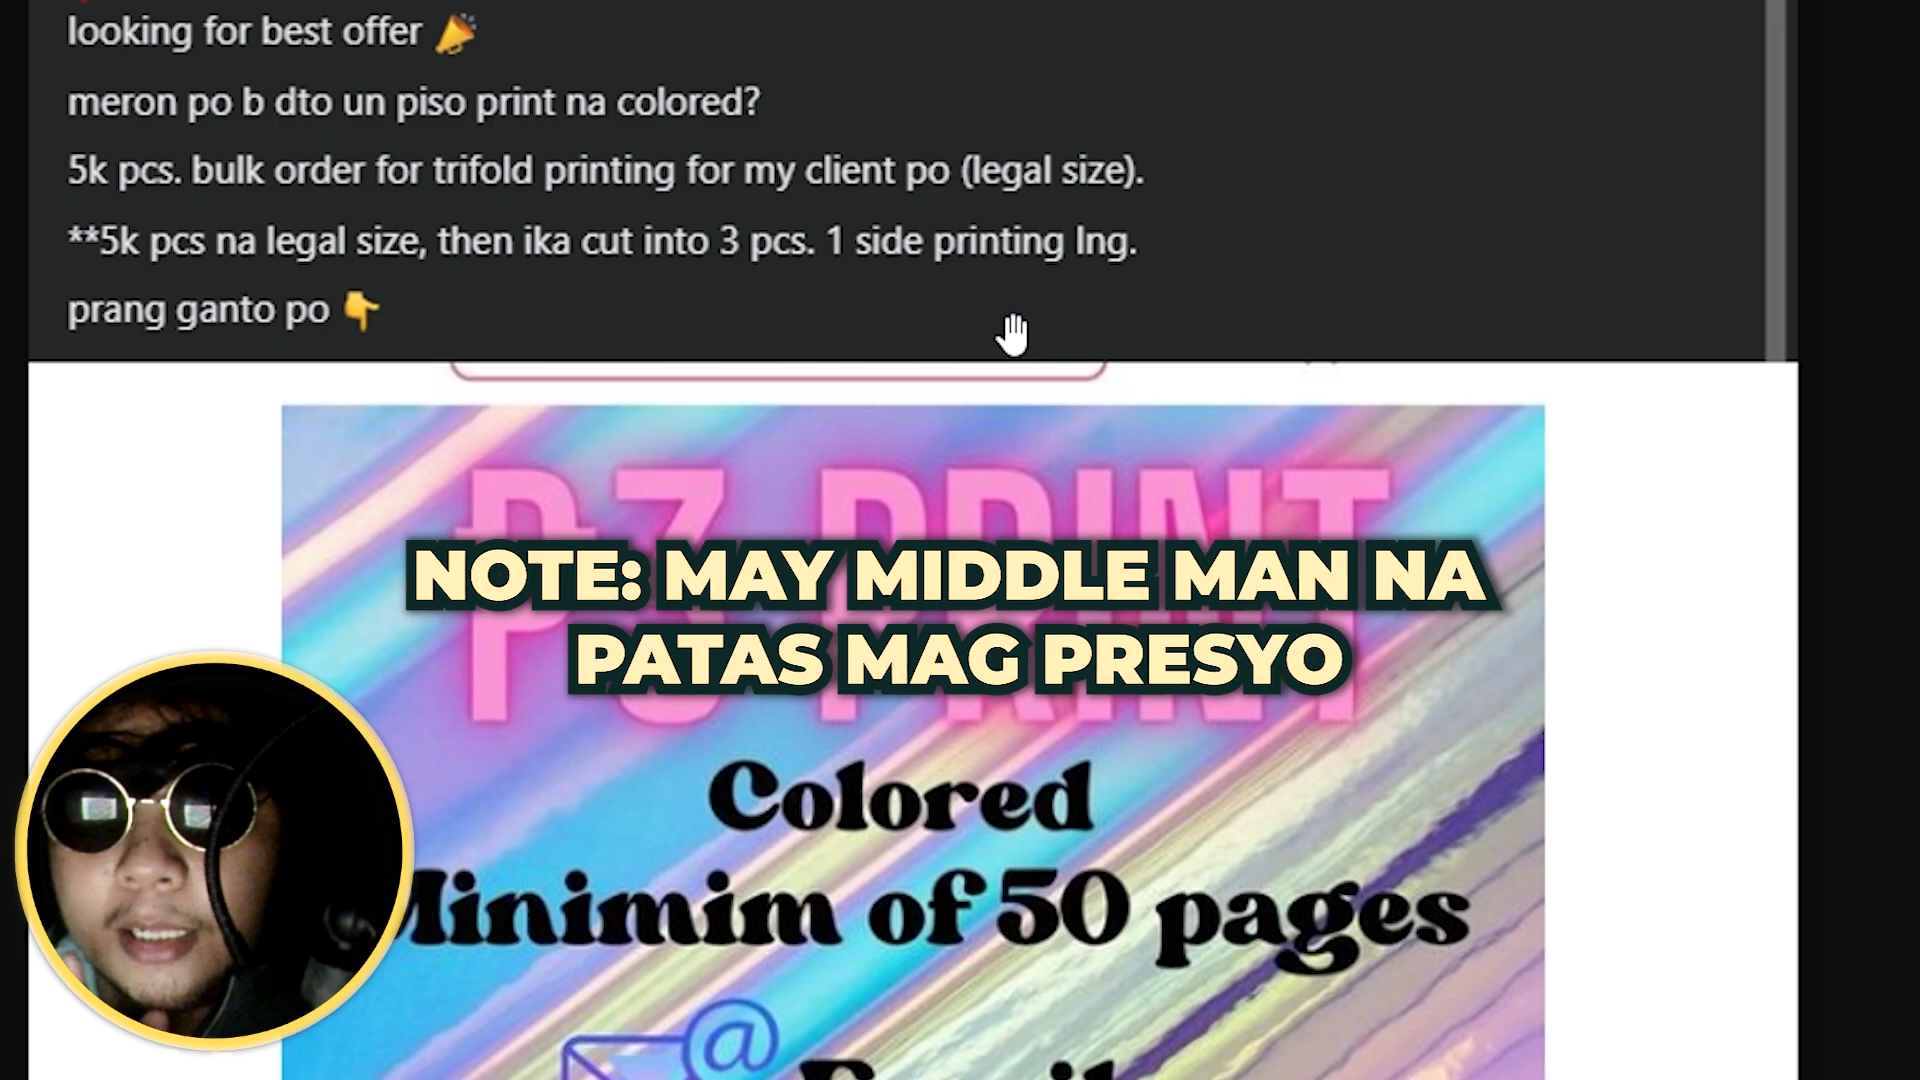 looking for best offer
meron po b dto un piso print na colored?
5k pcs. bulk order for trifold printing for my client po (legal size).
**5k pcs na legal size, then ika cut into 3 pcs. 1 side printing lng.
prang ganto po
PRINT
NOTE: MAY MIDDLE MAN NA
PATAS MAG PRESYO
PRINT
Colored
Minimim of 50 pages
@